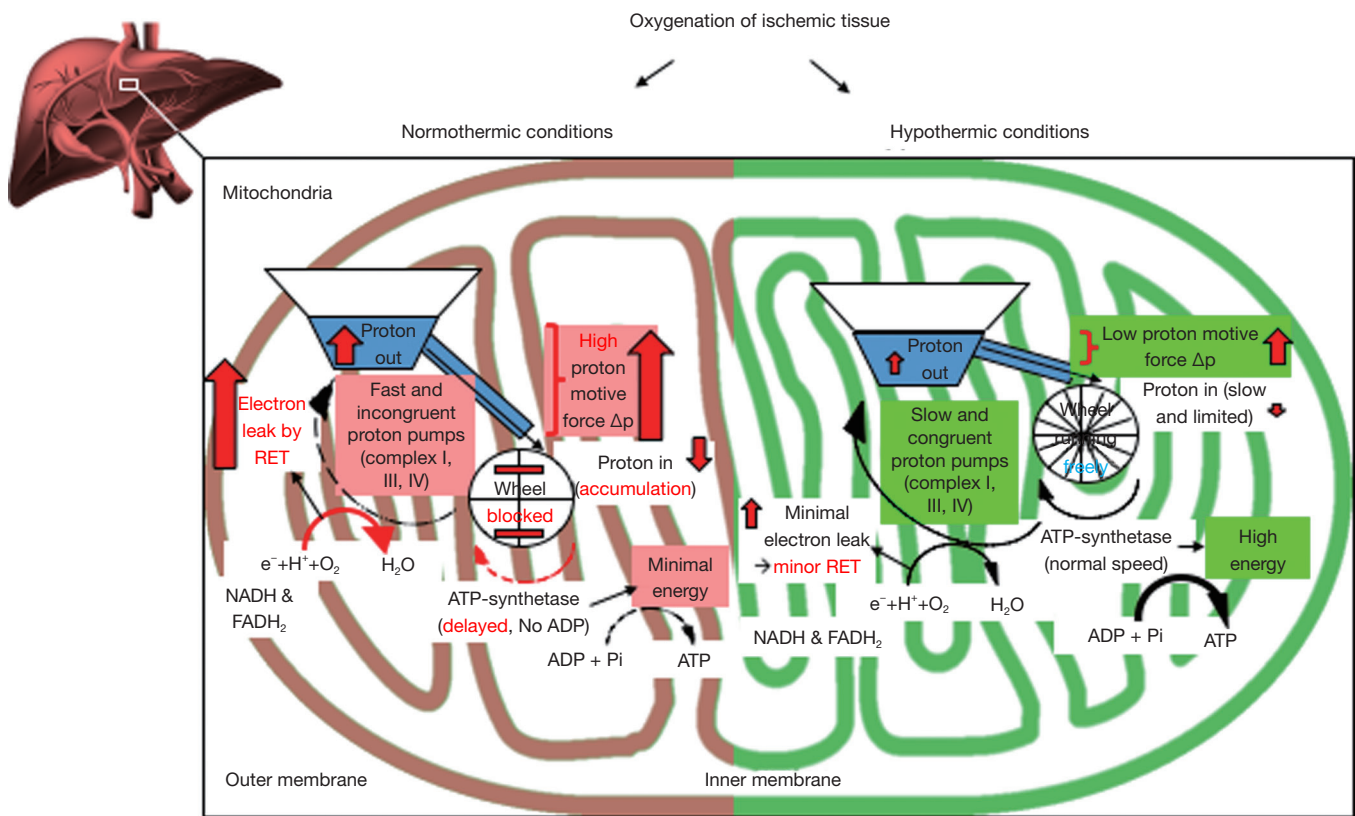 Oxygenation of ischemic tissue
Normothermic conditions
Hypothermic conditions
Mitochondria
Proton
out
High
proton
motive
force Δp
Electron
leak by
RET
Fast and
incongruent
proton pumps
(complex I,
III, IV)
Proton in
(accumulation)
Wheel
blocked
e⁻+H⁺+O₂
H₂O
NADH &
FADH₂
ATP-synthetase
(delayed, No ADP)
Minimal
energy
ADP + Pi
ATP
Proton
out
Low proton motive
force Δp
Proton in (slow
and limited)
Wheel
running
freely
Slow and
congruent
proton pumps
(complex I,
III, IV)
Minimal
electron leak
→ minor RET
ATP-synthetase
(normal speed)
High
energy
e⁻+H⁺+O₂
H₂O
NADH & FADH₂
ADP + Pi
ATP
Outer membrane
Inner membrane